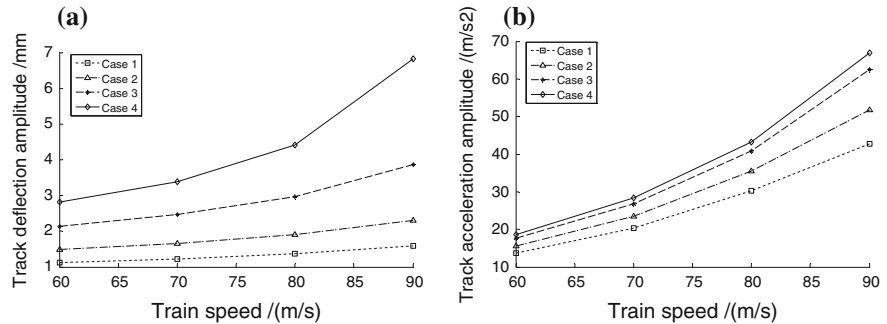 (a)
Track deflection amplitude /mm
7
6
5
4
3
2
1
Case 1
Case 2
Case 3
Case 4
60 65 70 75 80 85 90
Train speed /(m/s)
(b)
Track acceleration amplitude /(m/s2)
70
60
50
40
30
20
10
Case 1
Case 2
Case 3
Case 4
60 65 70 75 80 85 90
Train speed /(m/s)